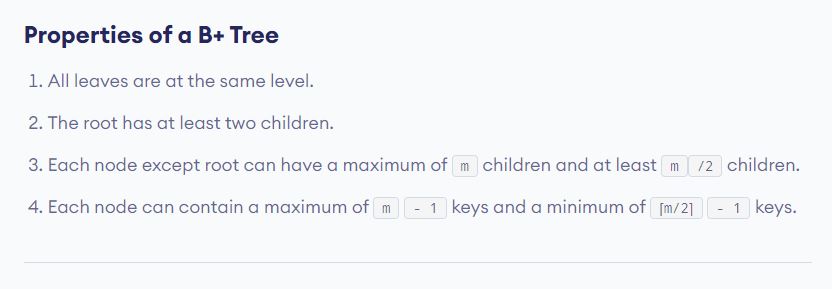 Properties of a B+ Tree
1. All leaves are at the same level.
2. The root has at least two children.
3. Each node except root can have a maximum of m children and at least m /2 children.
4. Each node can contain a maximum of m - 1 keys and a minimum of ⌈m/2⌉ - 1 keys.